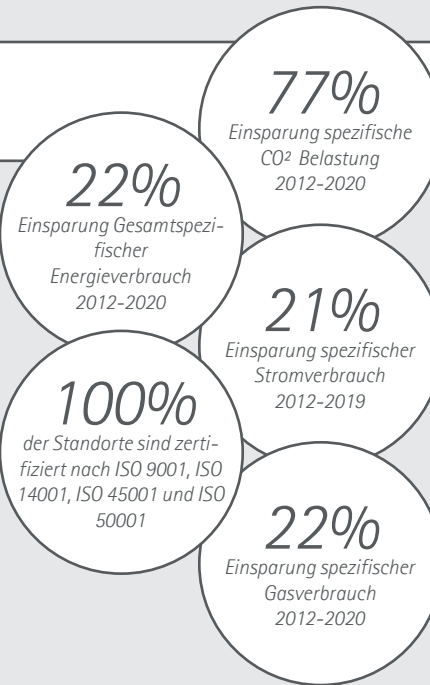 77%
Einsparung spezifische
CO² Belastung
2012-2020
22%
Einsparung Gesamtspezi-
fischer
Energieverbrauch
2012-2020
21%
Einsparung spezifischer
Stromverbrauch
2012-2019
100%
der Standorte sind zerti-
fiziert nach ISO 9001, ISO
14001, ISO 45001 und ISO
50001
22%
Einsparung spezifischer
Gasverbrauch
2012-2020